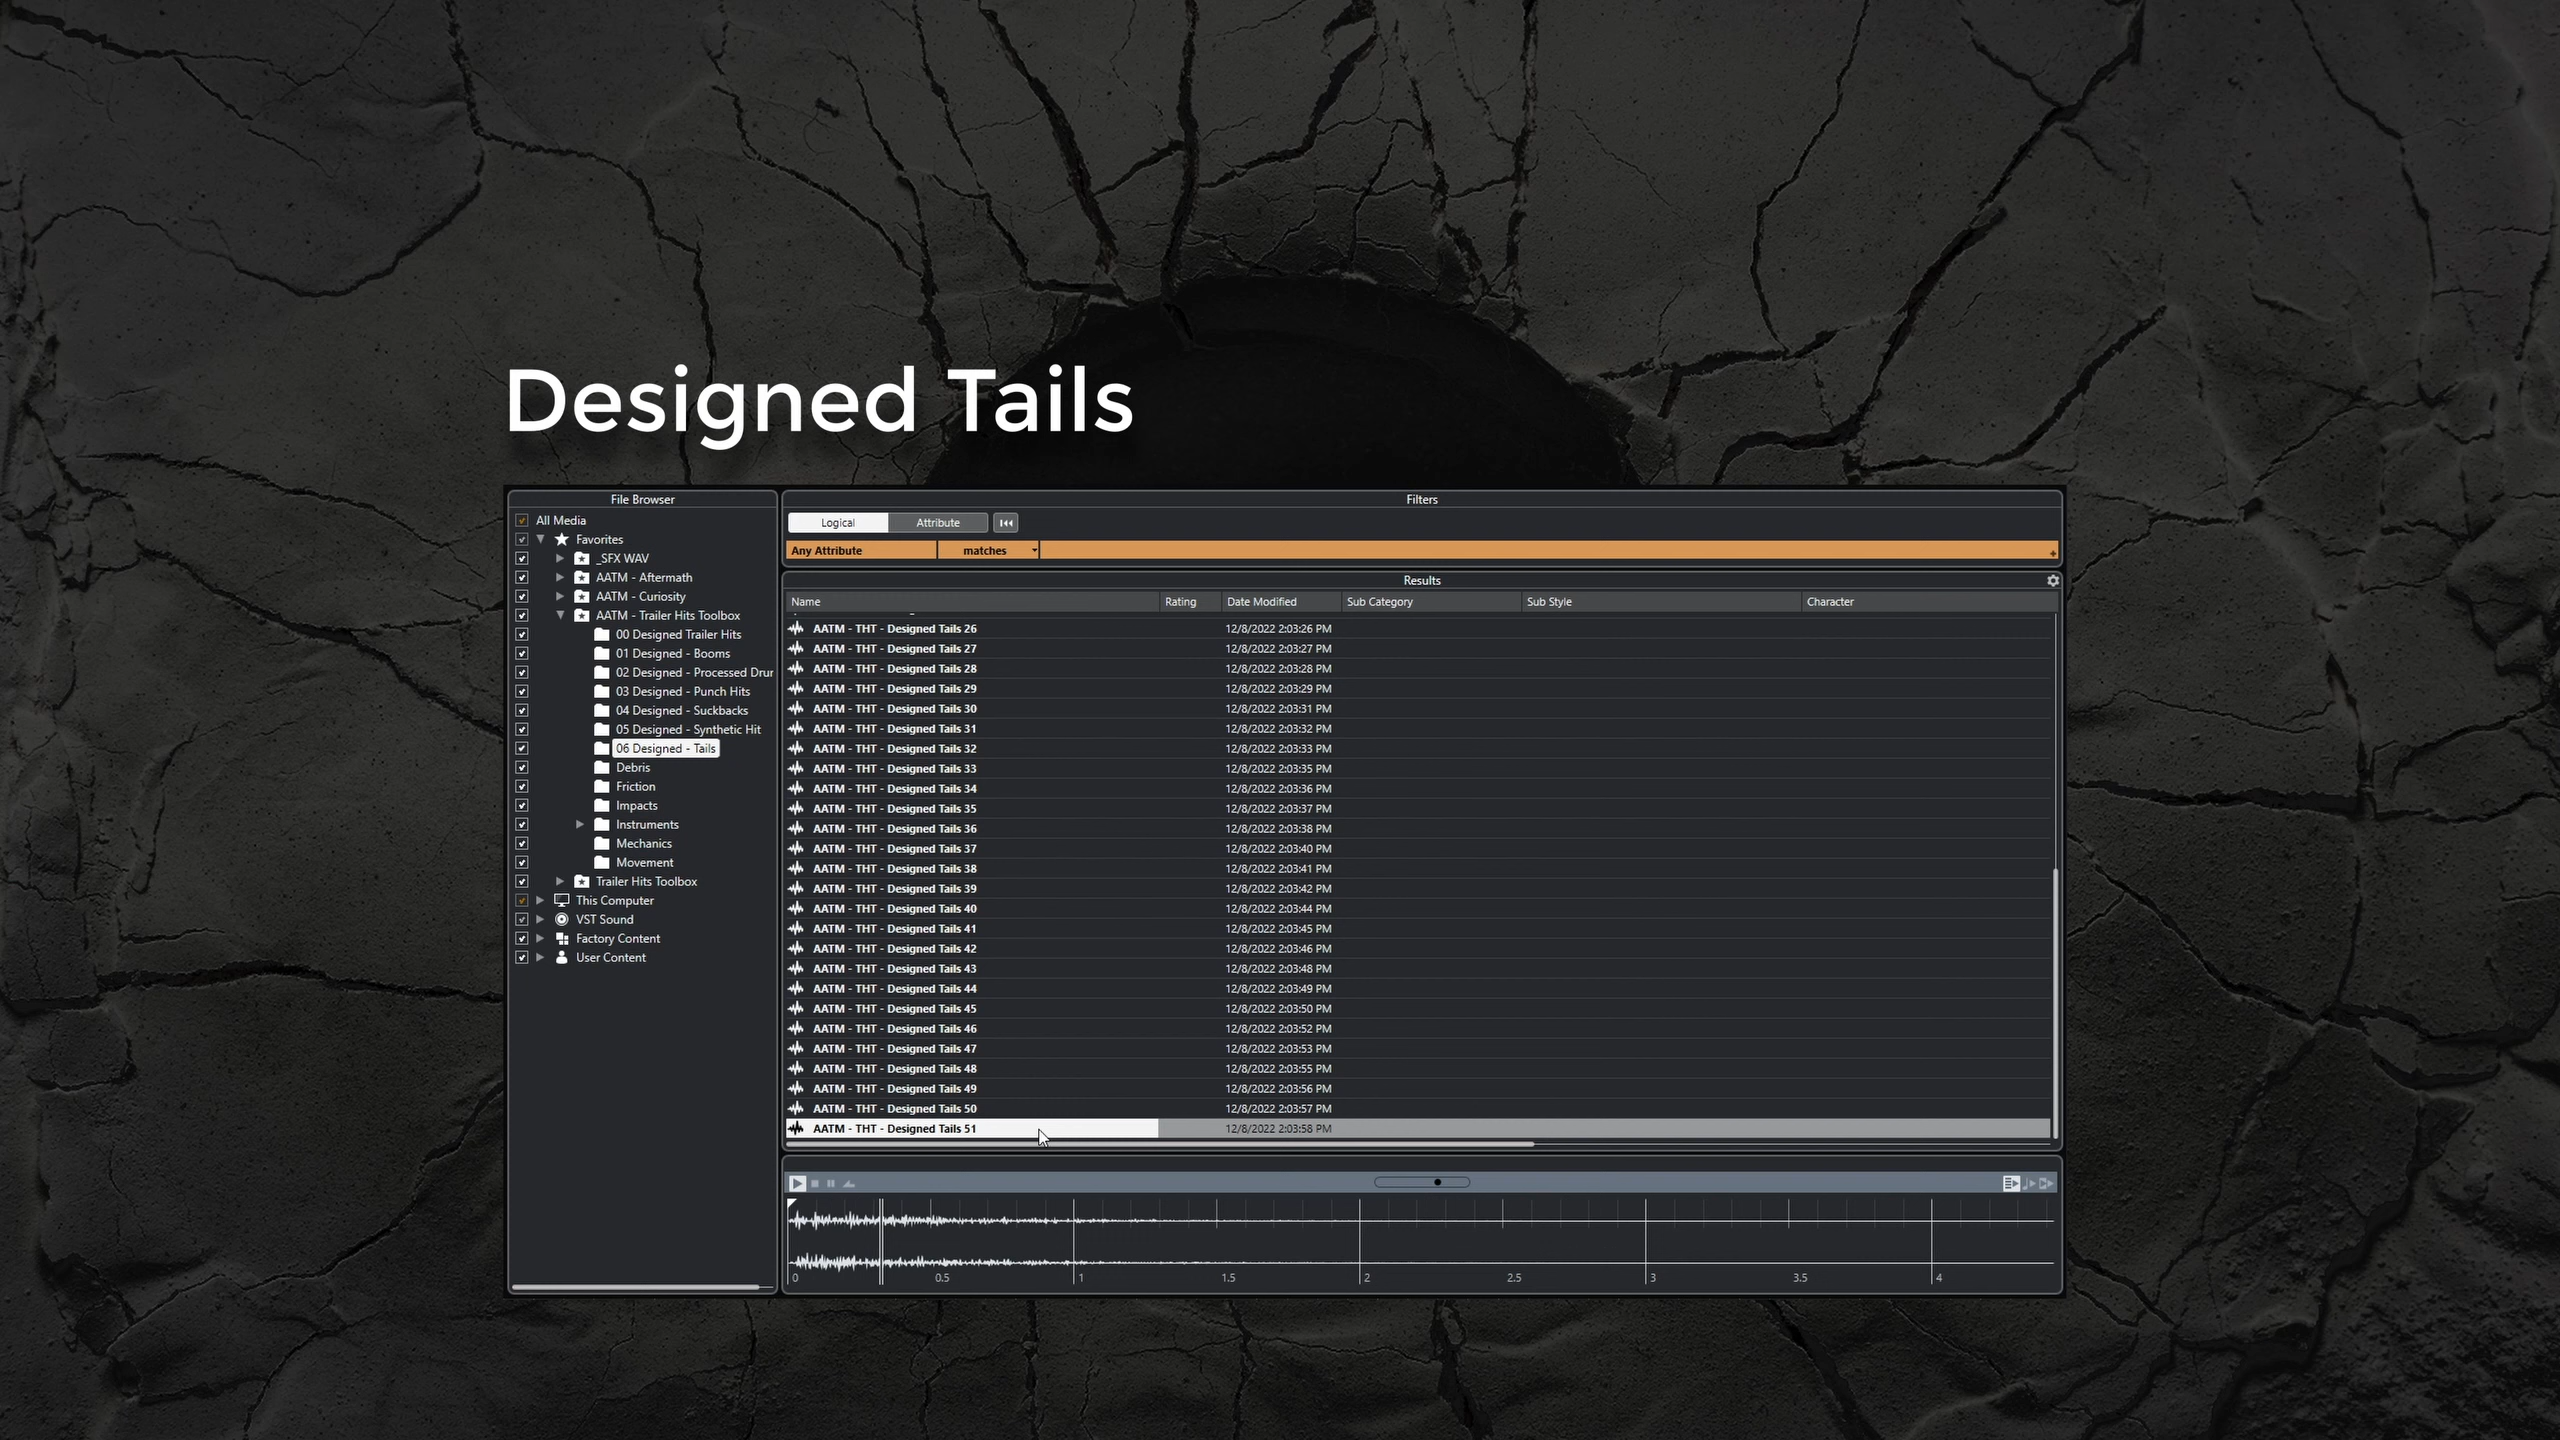 Designed Tails
File Browser
All Media
Favorites
_SFX WAV
AATM - Aftermath
AATM - Curiosity
AATM - Trailer Hits Toolbox
00 Designed Trailer Hits
01 Designed - Booms
02 Designed - Processed Drur
03 Designed - Punch Hits
04 Designed - Suckbacks
05 Designed - Synthetic Hit
06 Designed - Tails
Debris
Friction
Impacts
Instruments
Mechanics
Movement
Trailer Hits Toolbox
This Computer
VST Sound
Factory Content
User Content
Filters
Logical Attribute
Any Attribute matches
Results
Name Rating Date Modified Sub Category Sub Style Character
AATM - THT - Designed Tails 26 12/8/2022 2:03:26 PM
AATM - THT - Designed Tails 27 12/8/2022 2:03:27 PM
AATM - THT - Designed Tails 28 12/8/2022 2:03:28 PM
AATM - THT - Designed Tails 29 12/8/2022 2:03:29 PM
AATM - THT - Designed Tails 30 12/8/2022 2:03:31 PM
AATM - THT - Designed Tails 31 12/8/2022 2:03:32 PM
AATM - THT - Designed Tails 32 12/8/2022 2:03:33 PM
AATM - THT - Designed Tails 33 12/8/2022 2:03:35 PM
AATM - THT - Designed Tails 34 12/8/2022 2:03:36 PM
AATM - THT - Designed Tails 35 12/8/2022 2:03:37 PM
AATM - THT - Designed Tails 36 12/8/2022 2:03:38 PM
AATM - THT - Designed Tails 37 12/8/2022 2:03:40 PM
AATM - THT - Designed Tails 38 12/8/2022 2:03:41 PM
AATM - THT - Designed Tails 39 12/8/2022 2:03:42 PM
AATM - THT - Designed Tails 40 12/8/2022 2:03:44 PM
AATM - THT - Designed Tails 41 12/8/2022 2:03:45 PM
AATM - THT - Designed Tails 42 12/8/2022 2:03:46 PM
AATM - THT - Designed Tails 43 12/8/2022 2:03:48 PM
AATM - THT - Designed Tails 44 12/8/2022 2:03:49 PM
AATM - THT - Designed Tails 45 12/8/2022 2:03:50 PM
AATM - THT - Designed Tails 46 12/8/2022 2:03:52 PM
AATM - THT - Designed Tails 47 12/8/2022 2:03:53 PM
AATM - THT - Designed Tails 48 12/8/2022 2:03:55 PM
AATM - THT - Designed Tails 49 12/8/2022 2:03:56 PM
AATM - THT - Designed Tails 50 12/8/2022 2:03:57 PM
AATM - THT - Designed Tails 51 12/8/2022 2:03:58 PM
0 0.5 1 1.5 2 2.5 3 3.5 4